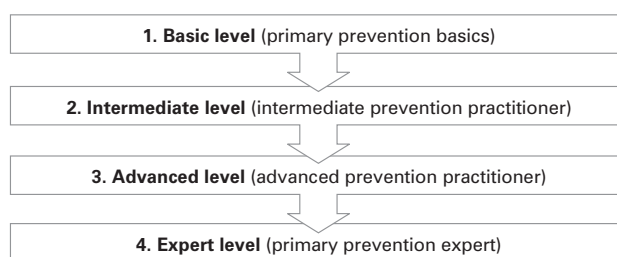 1. Basic level (primary prevention basics)
2. Intermediate level (intermediate prevention practitioner)
3. Advanced level (advanced prevention practitioner)
4. Expert level (primary prevention expert)